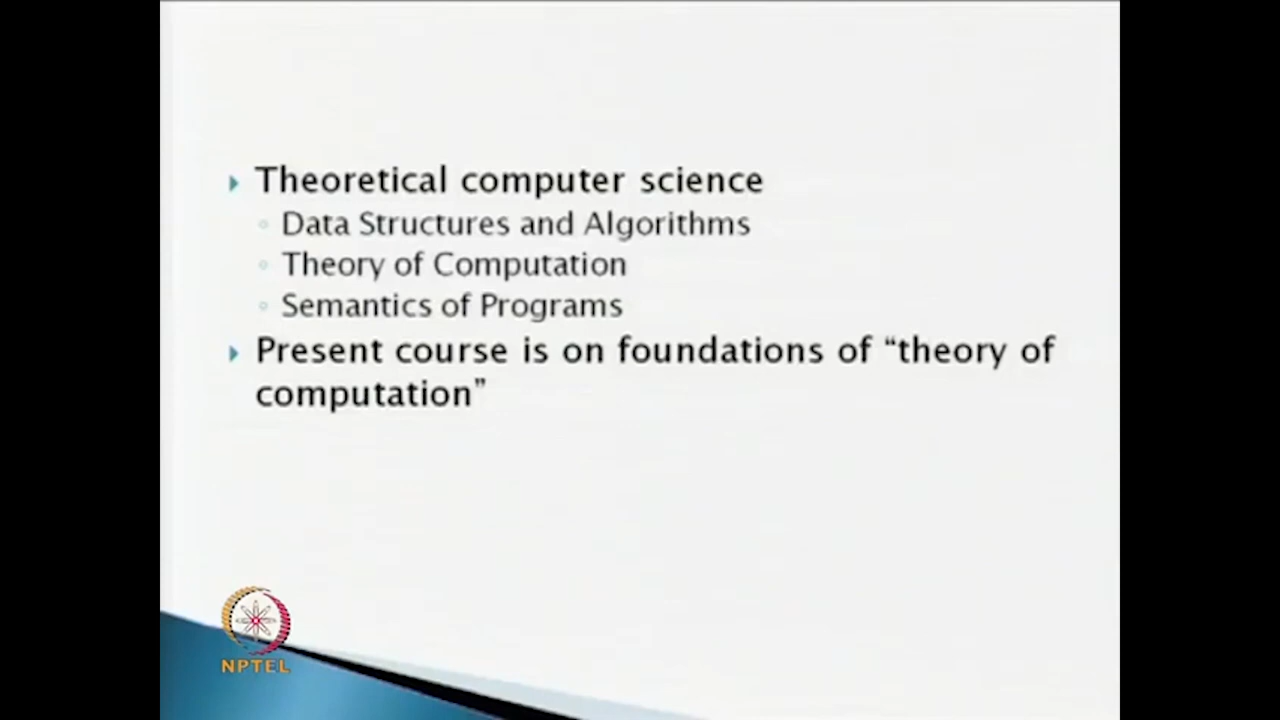 Theoretical computer science
Data Structures and Algorithms
Theory of Computation
Semantics of Programs
Present course is on foundations of “theory of
computation”
NPTEL